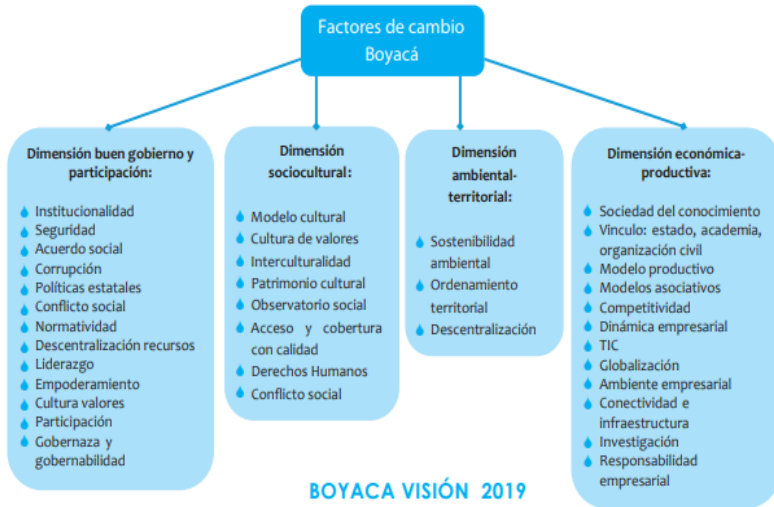 Factores de cambio
Boyacá
Dimensión buen gobierno y
participación:
Institucionalidad
Seguridad
Acuerdo social
Corrupción
Políticas estatales
Conflicto social
Normatividad
Descentralización recursos
Liderazgo
Empoderamiento
Cultura valores
Participación
Gobernaza y
gobernabilidad
Dimensión
sociocultural:
Modelo cultural
Cultura de valores
Interculturalidad
Patrimonio cultural
Observatorio social
Acceso y cobertura
con calidad
Derechos Humanos
Conflicto social
Dimensión
ambiental-
territorial:
Sostenibilidad
ambiental
Ordenamiento
territorial
Descentralización
Dimensión económica-
productiva:
Sociedad del conocimiento
Vinculo: estado, academia,
organización civil
Modelo productivo
Modelos asociativos
Competitividad
Dinámica empresarial
TIC
Globalización
Ambiente empresarial
Conectividad e
infraestructura
Investigación
Responsabilidad
empresarial
BOYACA VISIÓN 2019